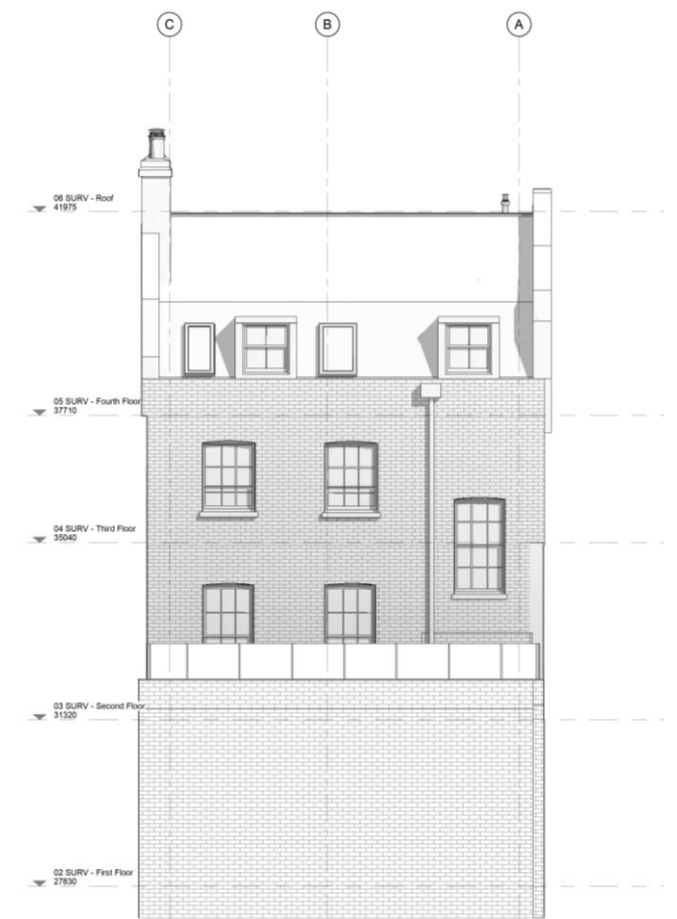 C
B
A
06 SURV - Roof
41975
05 SURV - Fourth Floor
37710
04 SURV - Third Floor
35040
03 SURV - Second Floor
31320
02 SURV - First Floor
27830